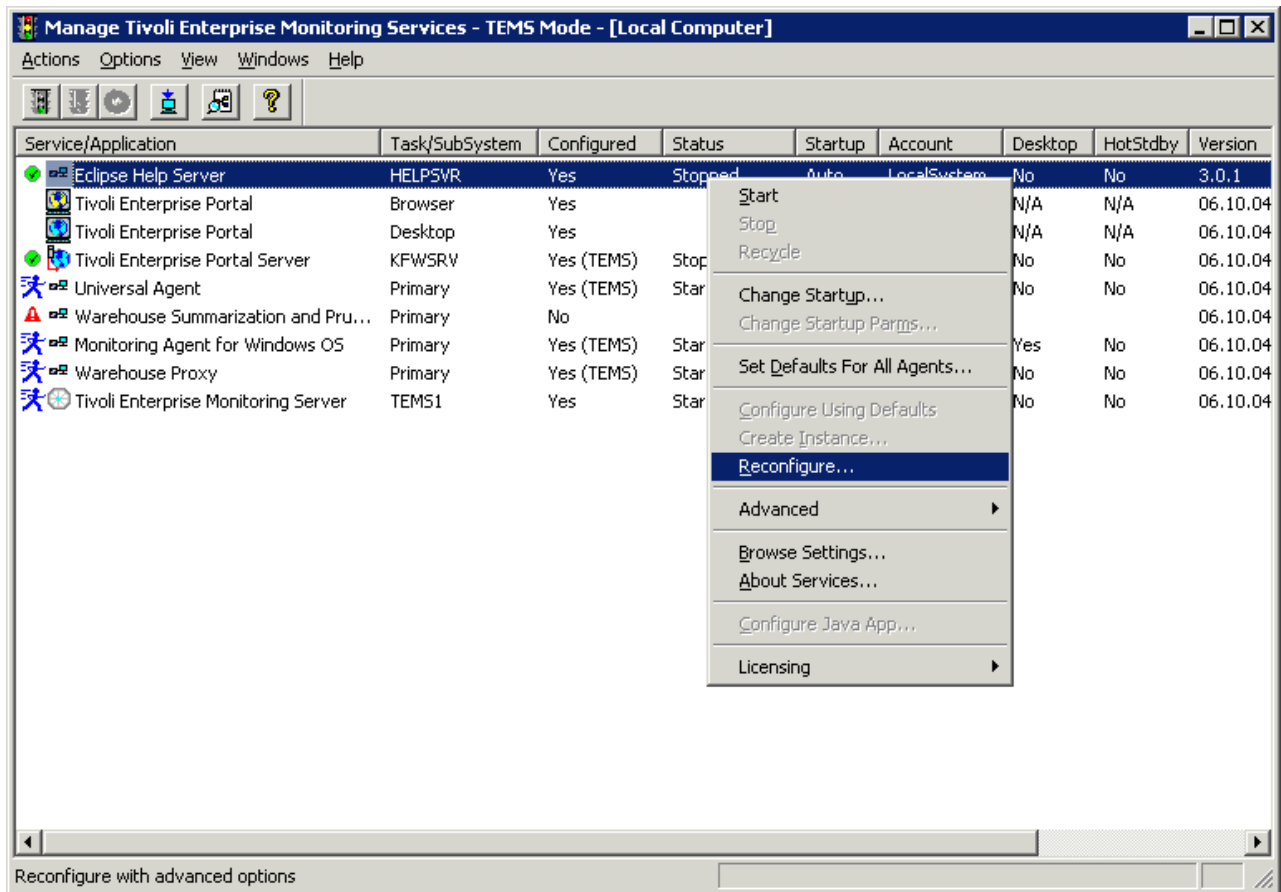 Manage Tivoli Enterprise Monitoring Services - TEMS Mode - [Local Computer]
Actions Options View Windows Help
Service/Application Task/SubSystem Configured Status Startup Account Desktop HotStdby Version
Eclipse Help Server HELPSVR Yes Stopped Auto LocalSystem No No 3.0.1
Tivoli Enterprise Portal Browser Yes N/A N/A 06.10.04
Tivoli Enterprise Portal Desktop Yes N/A N/A 06.10.04
Tivoli Enterprise Portal Server KFWSRV Yes (TEMS) Stop No No 06.10.04
Universal Agent Primary Yes (TEMS) Star No No 06.10.04
Warehouse Summarization and Pru... Primary No 06.10.04
Monitoring Agent for Windows OS Primary Yes (TEMS) Star Yes No 06.10.04
Warehouse Proxy Primary Yes (TEMS) Star No No 06.10.04
Tivoli Enterprise Monitoring Server TEMS1 Yes Star No No 06.10.04
Start
Stop
Recycle
Change Startup...
Change Startup Parms...
Set Defaults For All Agents...
Configure Using Defaults
Create Instance...
Reconfigure...
Advanced
Browse Settings...
About Services...
Configure Java App...
Licensing
Reconfigure with advanced options